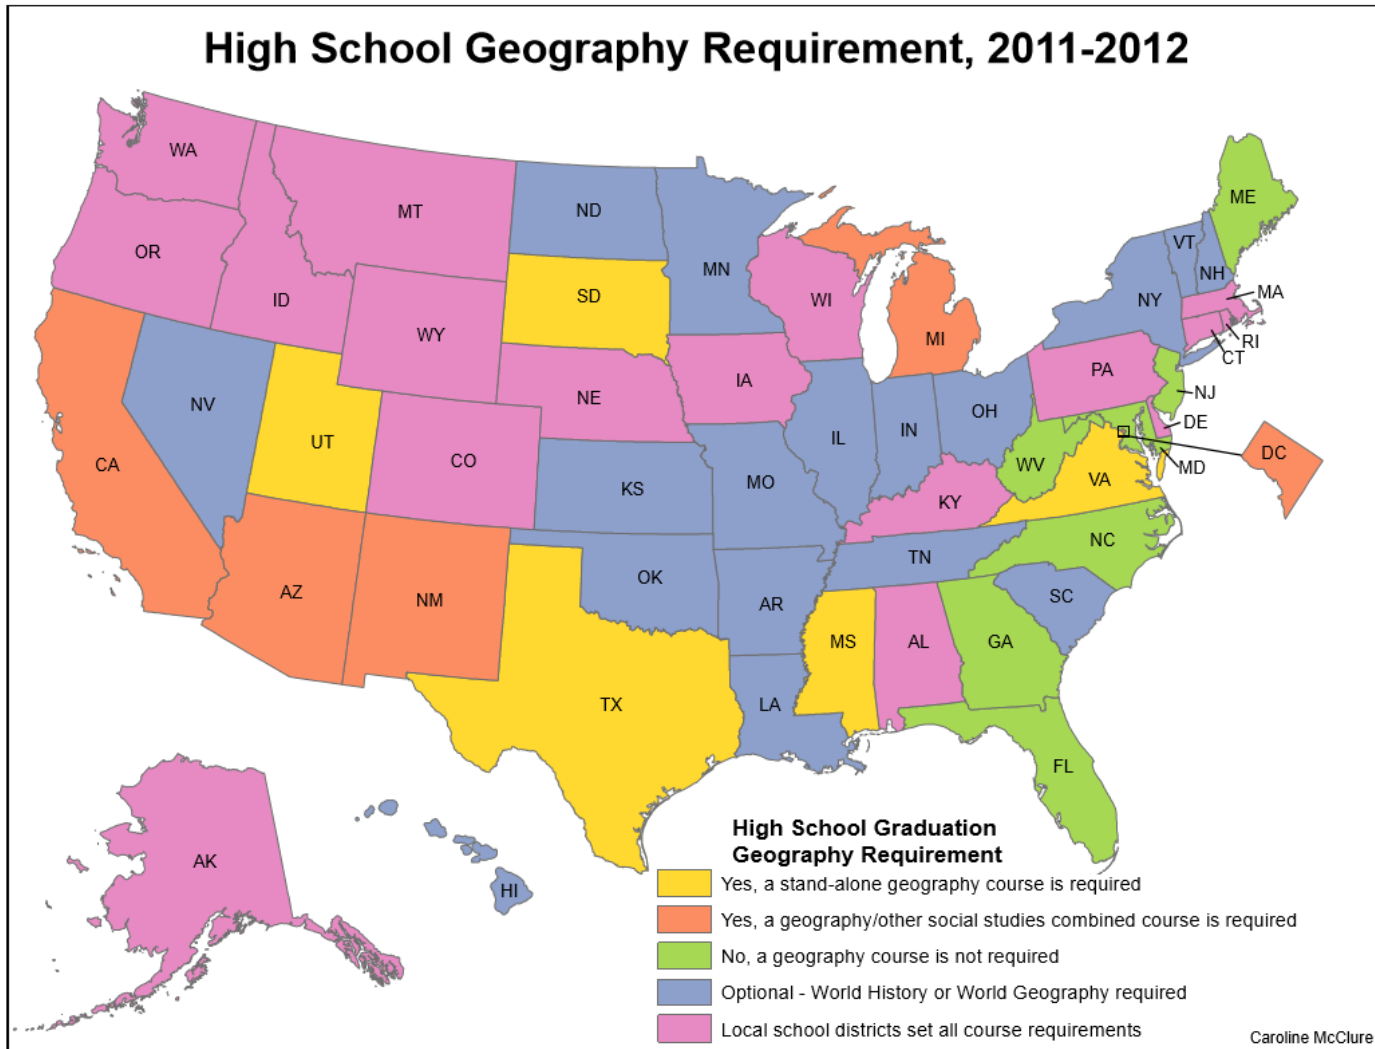 High School Geography Requirement, 2011-2012
WA
MT
ND
MN
ME
VT
NH
OR
ID
SD
WI
NY
MA
WY
MI
RI
CT
NV
NE
IA
PA
NJ
UT
CO
IL
IN
OH
DE
CA
KS
MO
WV
VA
MD
DC
KY
NC
AZ
NM
OK
AR
TN
SC
MS
AL
GA
TX
LA
FL
AK
HI
High School Graduation
Geography Requirement
Yes, a stand-alone geography course is required
Yes, a geography/other social studies combined course is required
No, a geography course is not required
Optional - World History or World Geography required
Local school districts set all course requirements
Caroline McClure